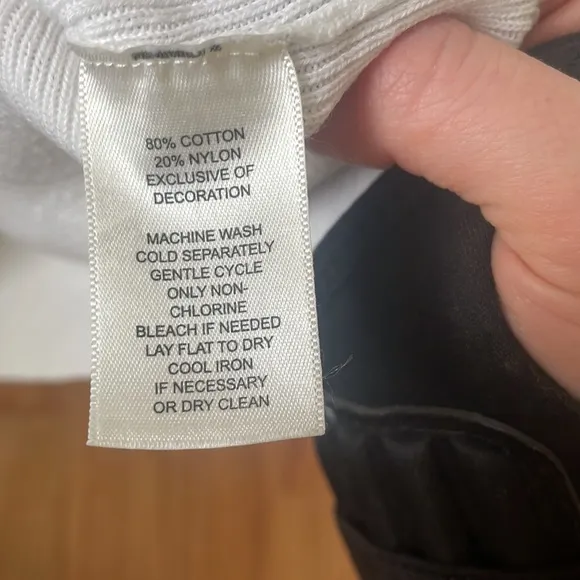 80% COTTON
20% NYLON
EXCLUSIVE OF
DECORATION
MACHINE WASH
COLD SEPARATELY
GENTLE CYCLE
ONLY NON-
CHLORINE
BLEACH IF NEEDED
LAY FLAT TO DRY
COOL IRON
IF NECESSARY
OR DRY CLEAN